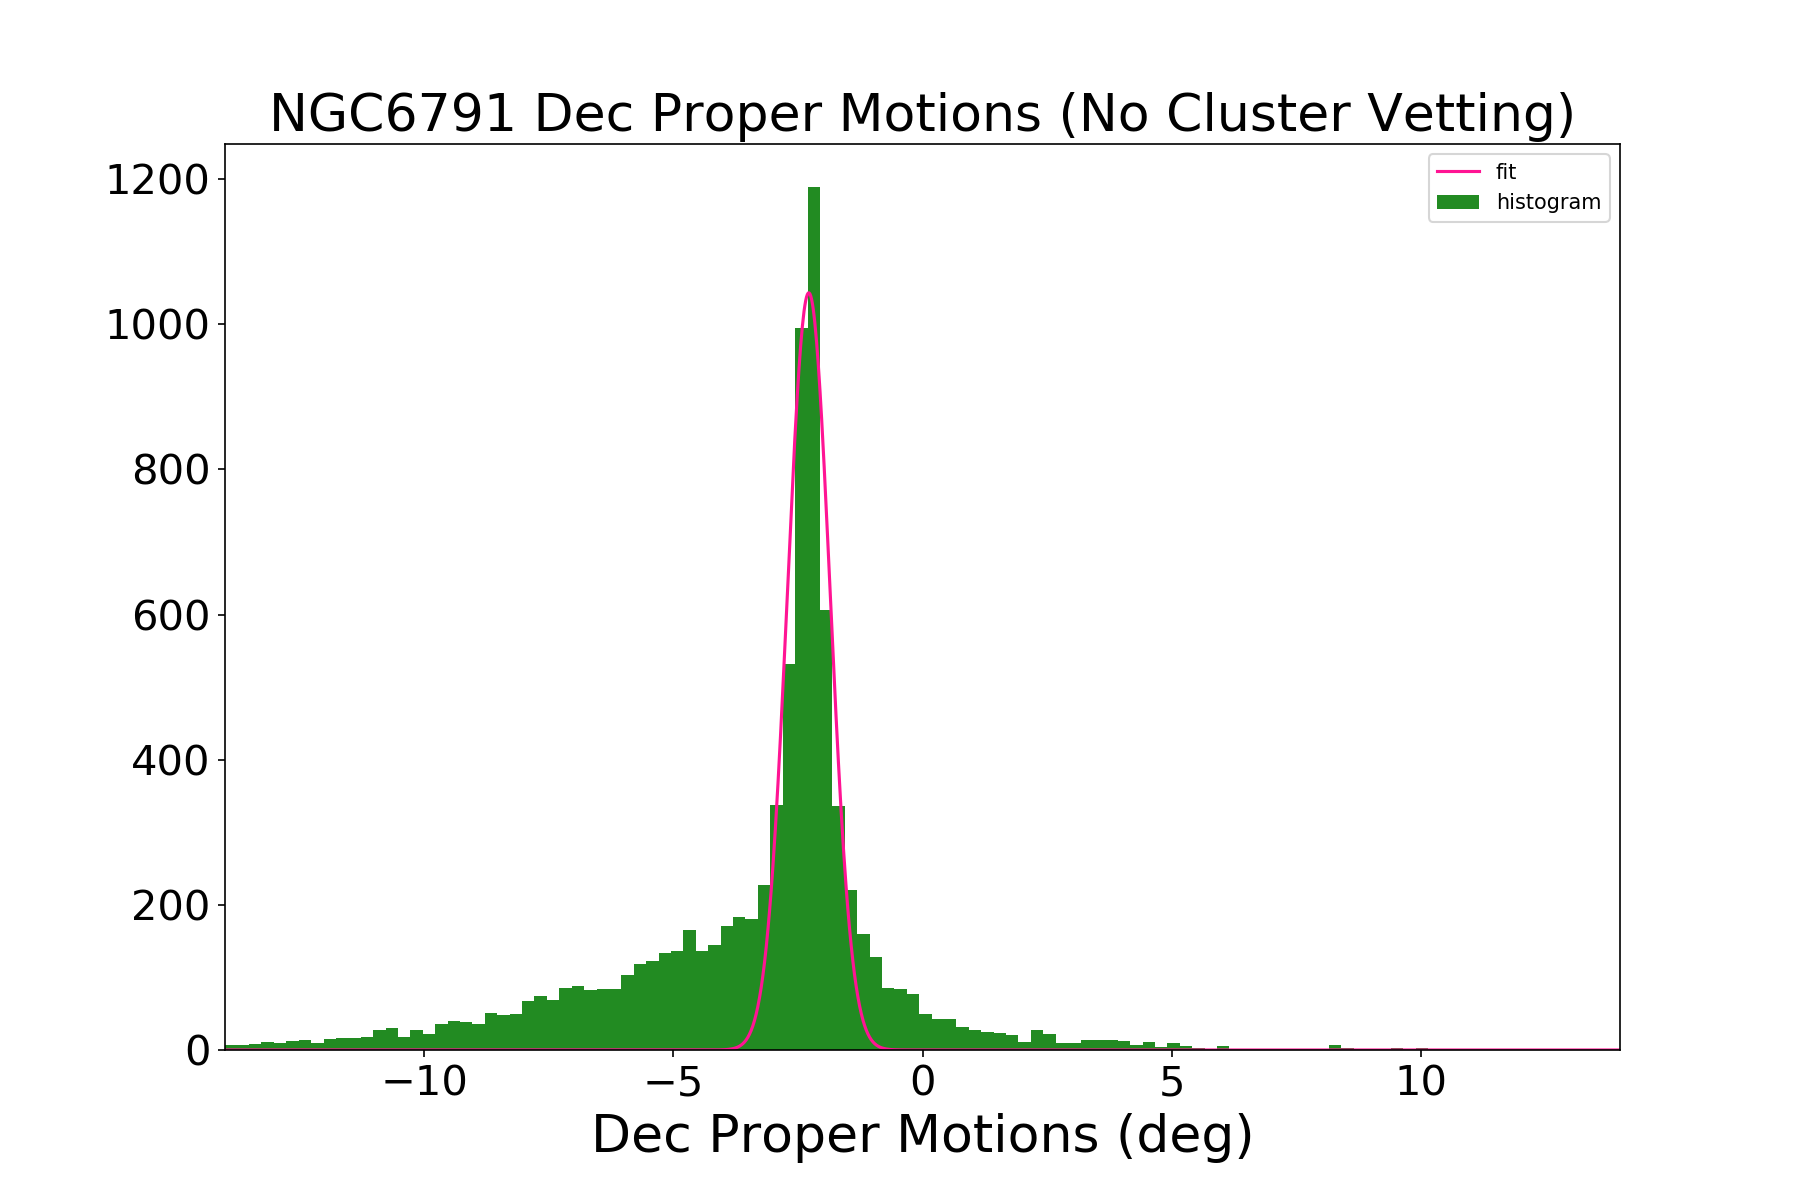 NGC6791 Dec Proper Motions (No Cluster Vetting)
fit
histogram
1200
1000
800
600
400
200
0
−10 −5 0 5 10
Dec Proper Motions (deg)